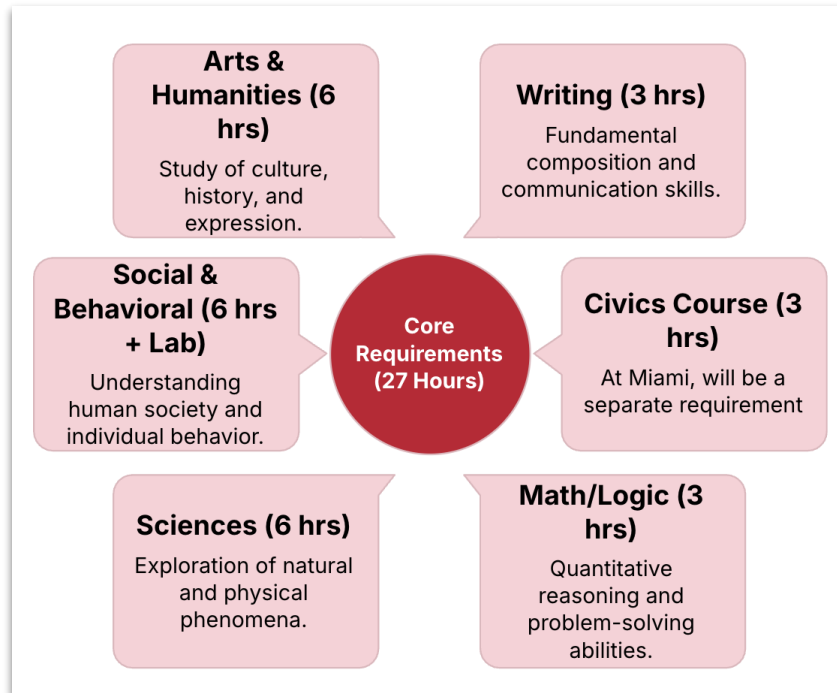 Arts &
Humanities (6
hrs)
Study of culture,
history, and
expression.
Writing (3 hrs)
Fundamental
composition and
communication skills.
Social &
Behavioral (6 hrs
+ Lab)
Understanding
human society and
individual behavior.
Core
Requirements
(27 Hours)
Civics Course (3
hrs)
At Miami, will be a
separate requirement
Sciences (6 hrs)
Exploration of natural
and physical
phenomena.
Math/Logic (3
hrs)
Quantitative
reasoning and
problem-solving
abilities.